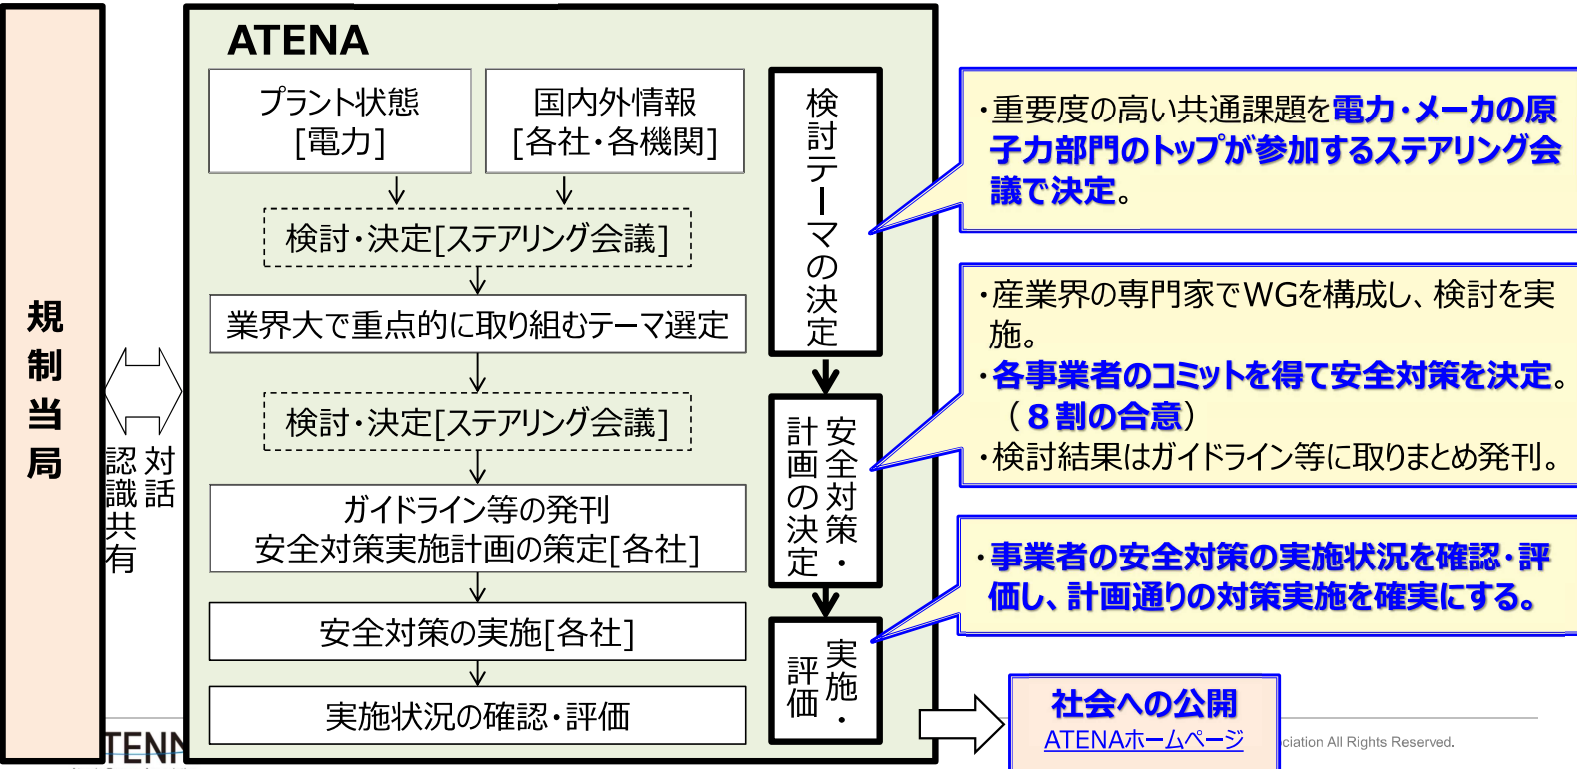 規制当局
対話
認識共有
ATENA
プラント状態
[電力]
国内外情報
[各社・各機関]
検討・決定[ステアリング会議]
業界大で重点的に取り組むテーマ選定
検討・決定[ステアリング会議]
ガイドライン等の発刊
安全対策実施計画の策定[各社]
安全対策の実施[各社]
実施状況の確認・評価
検討テーマの決定
安全対策・
計画の決定
実施・
評価
・重要度の高い共通課題を電力・メーカの原
子力部門のトップが参加するステアリング会
議で決定。
・産業界の専門家でWGを構成し、検討を実
施。
・各事業者のコミットを得て安全対策を決定。
（８割の合意）
・検討結果はガイドライン等に取りまとめ発刊。
・事業者の安全対策の実施状況を確認・評
価し、計画通りの対策実施を確実にする。
社会への公開
ATENAホームページ
All Rights Reserved.